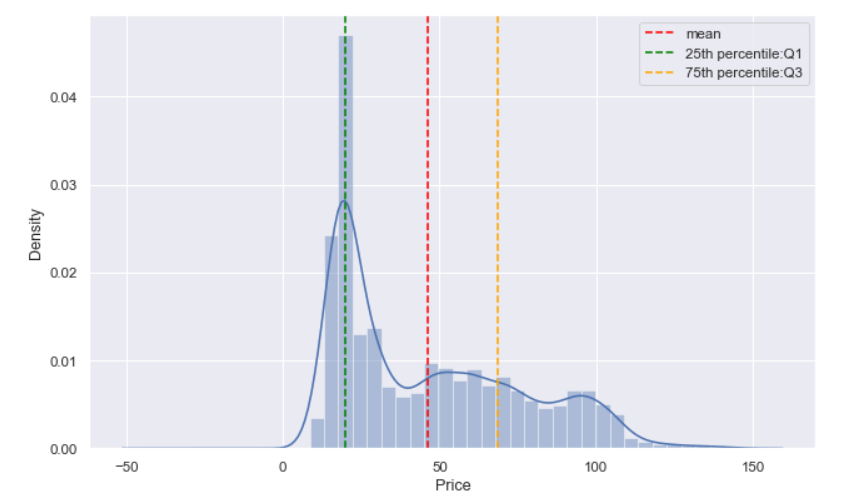 mean
25th percentile:Q1
75th percentile:Q3
0.04
0.03
0.02
0.01
0.00
Density
−50
0
50
100
150
Price